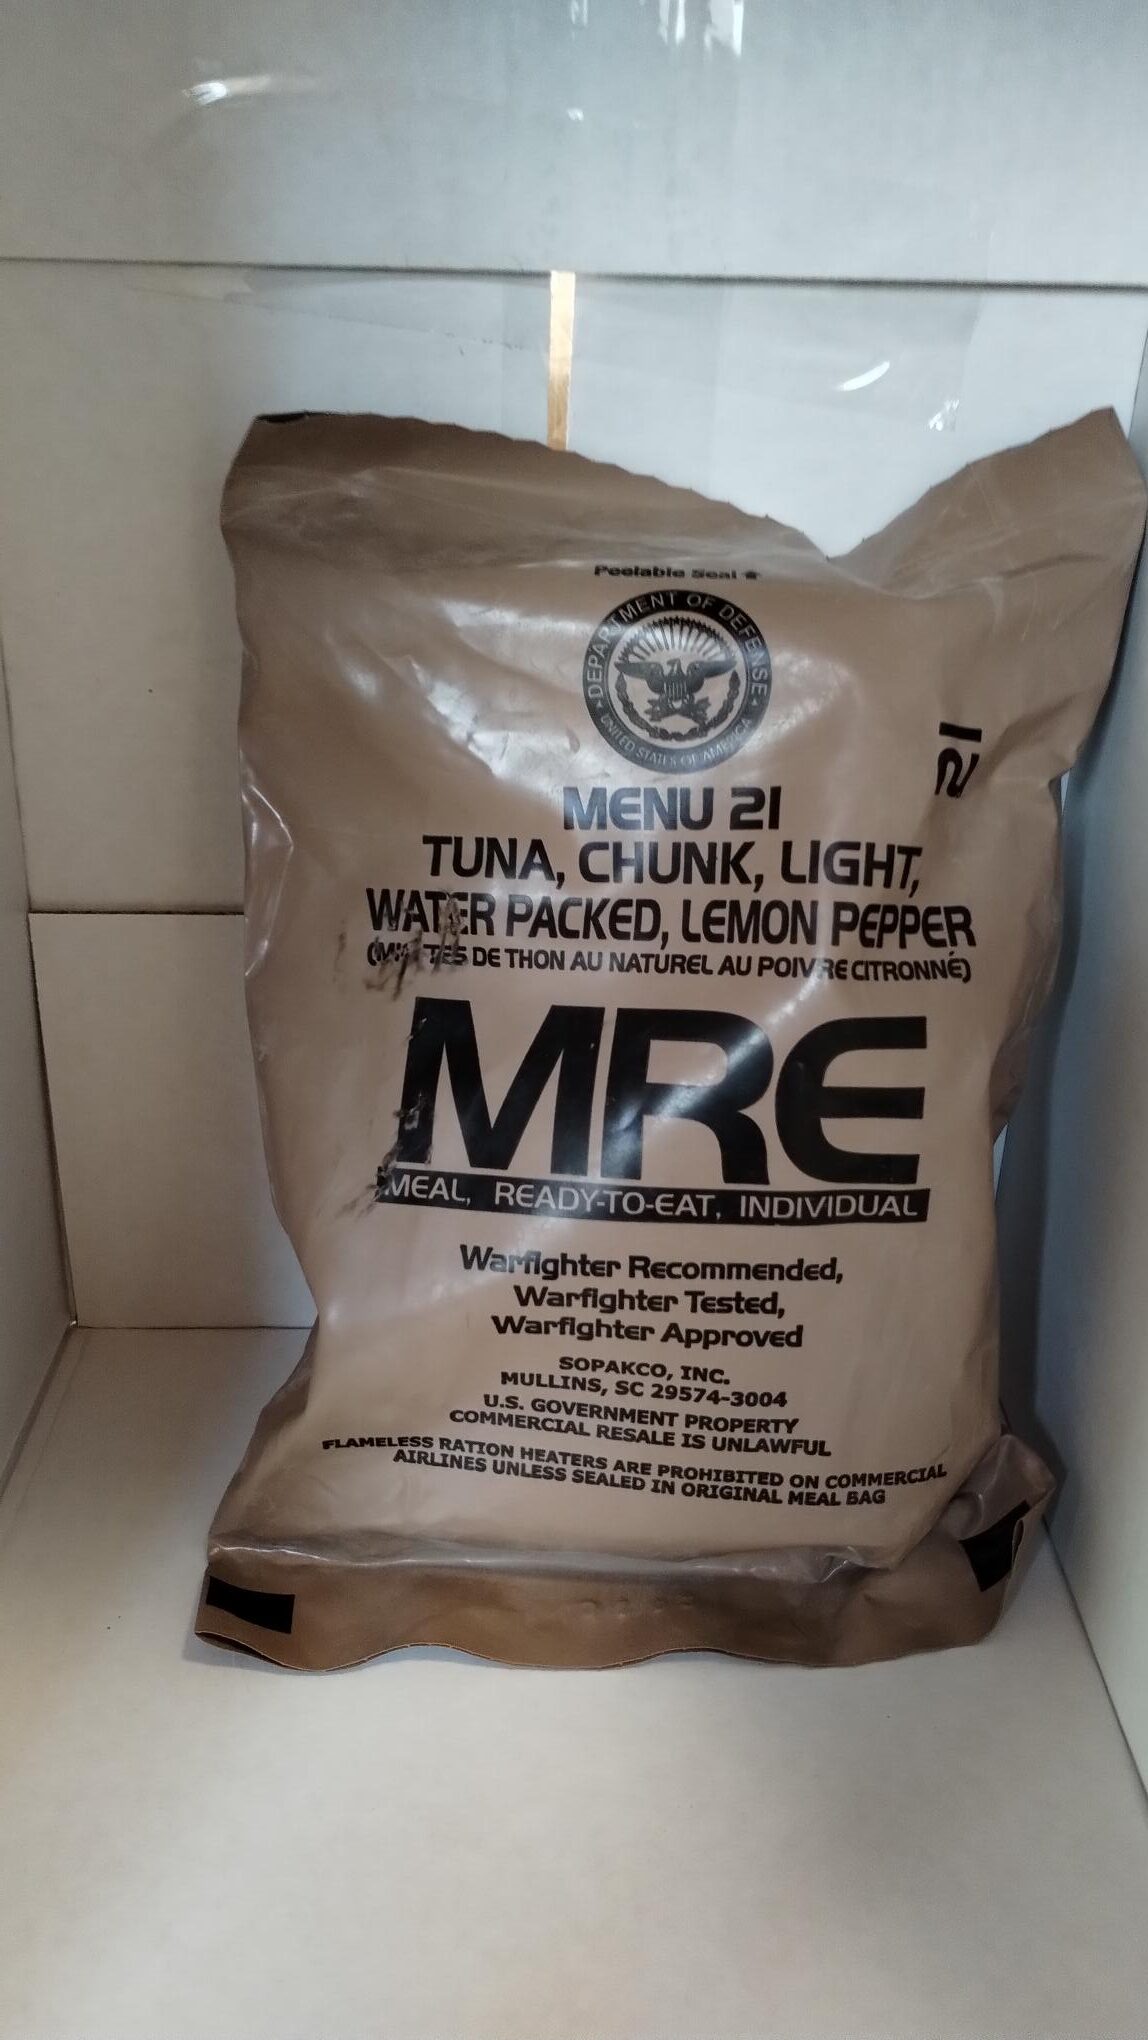 Peelable Seal
DEPARTMENT OF DEFENSE
UNITED STATES OF AMERICA
21
MENU 21
TUNA, CHUNK, LIGHT,
WATER PACKED, LEMON PEPPER
(MIETTES DE THON AU NATUREL AU POIVRE CITRONNÉ)
MRE
MEAL, READY-TO-EAT, INDIVIDUAL
Warfighter Recommended,
Warfighter Tested,
Warfighter Approved
SOPAKCO, INC.
MULLINS, SC 29574-3004
U.S. GOVERNMENT PROPERTY
COMMERCIAL RESALE IS UNLAWFUL
FLAMELESS RATION HEATERS ARE PROHIBITED ON COMMERCIAL
AIRLINES UNLESS SEALED IN ORIGINAL MEAL BAG